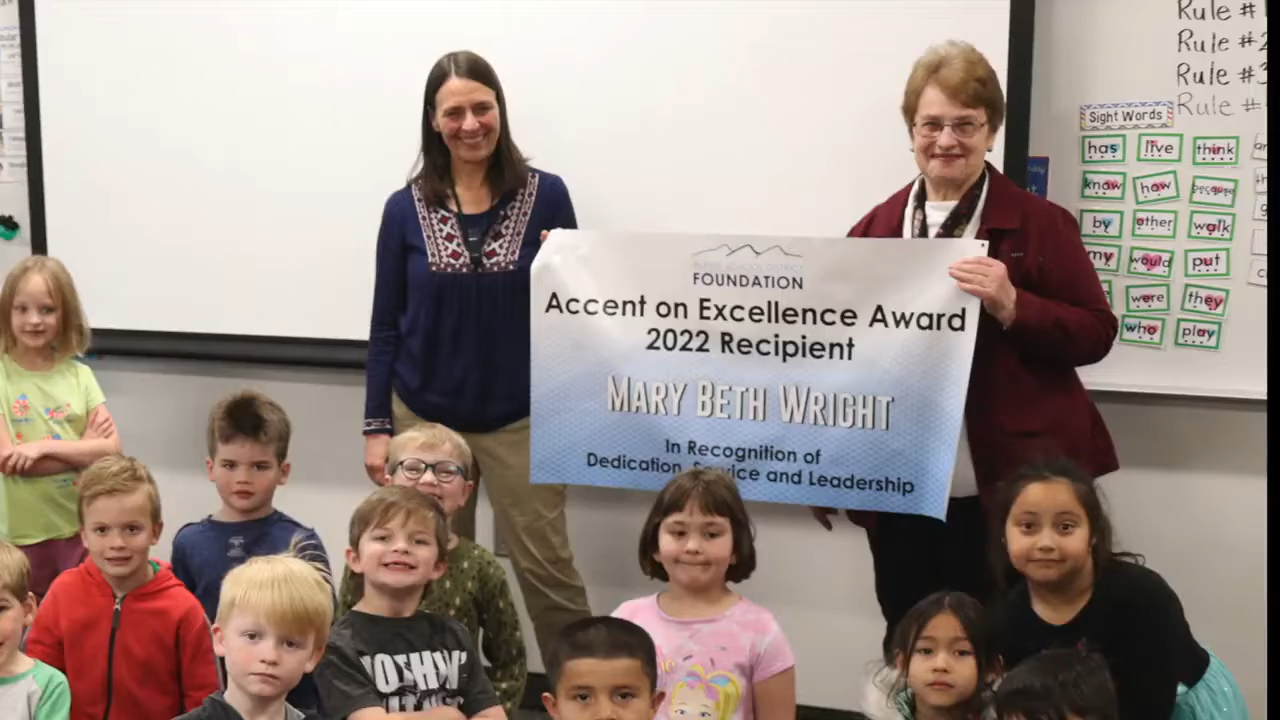 FOUNDATION
Accent on Excellence Award
2022 Recipient
MARY BETH WRIGHT
In Recognition of
Dedication, Service and Leadership
Rule #1
Rule #2
Rule #3
Rule #
Sight Words
has live think
know how because
by other walk
my would put
were they
who play
NOTHIN'